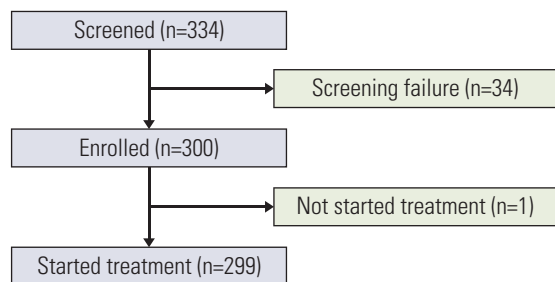 Screened (n=334)
Screening failure (n=34)
Enrolled (n=300)
Not started treatment (n=1)
Started treatment (n=299)